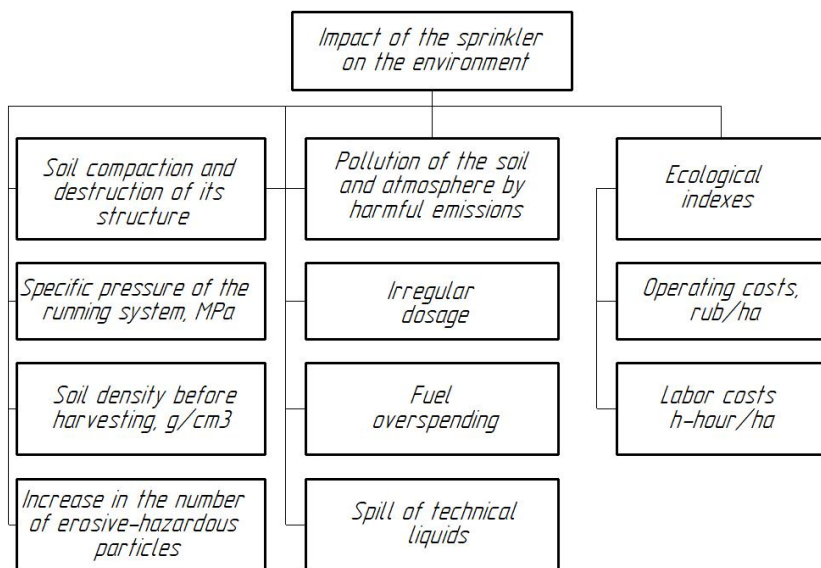 Impact of the sprinkler
on the environment
Soil compaction and
destruction of its
structure
Specific pressure of the
running system, MPa
Soil density before
harvesting, g/cm3
Increase in the number
of erosive-hazardous
particles
Pollution of the soil
and atmosphere by
harmful emissions
Irregular
dosage
Fuel
overspending
Spill of technical
liquids
Ecological
indexes
Operating costs,
rub/ha
Labor costs
h-hour/ha